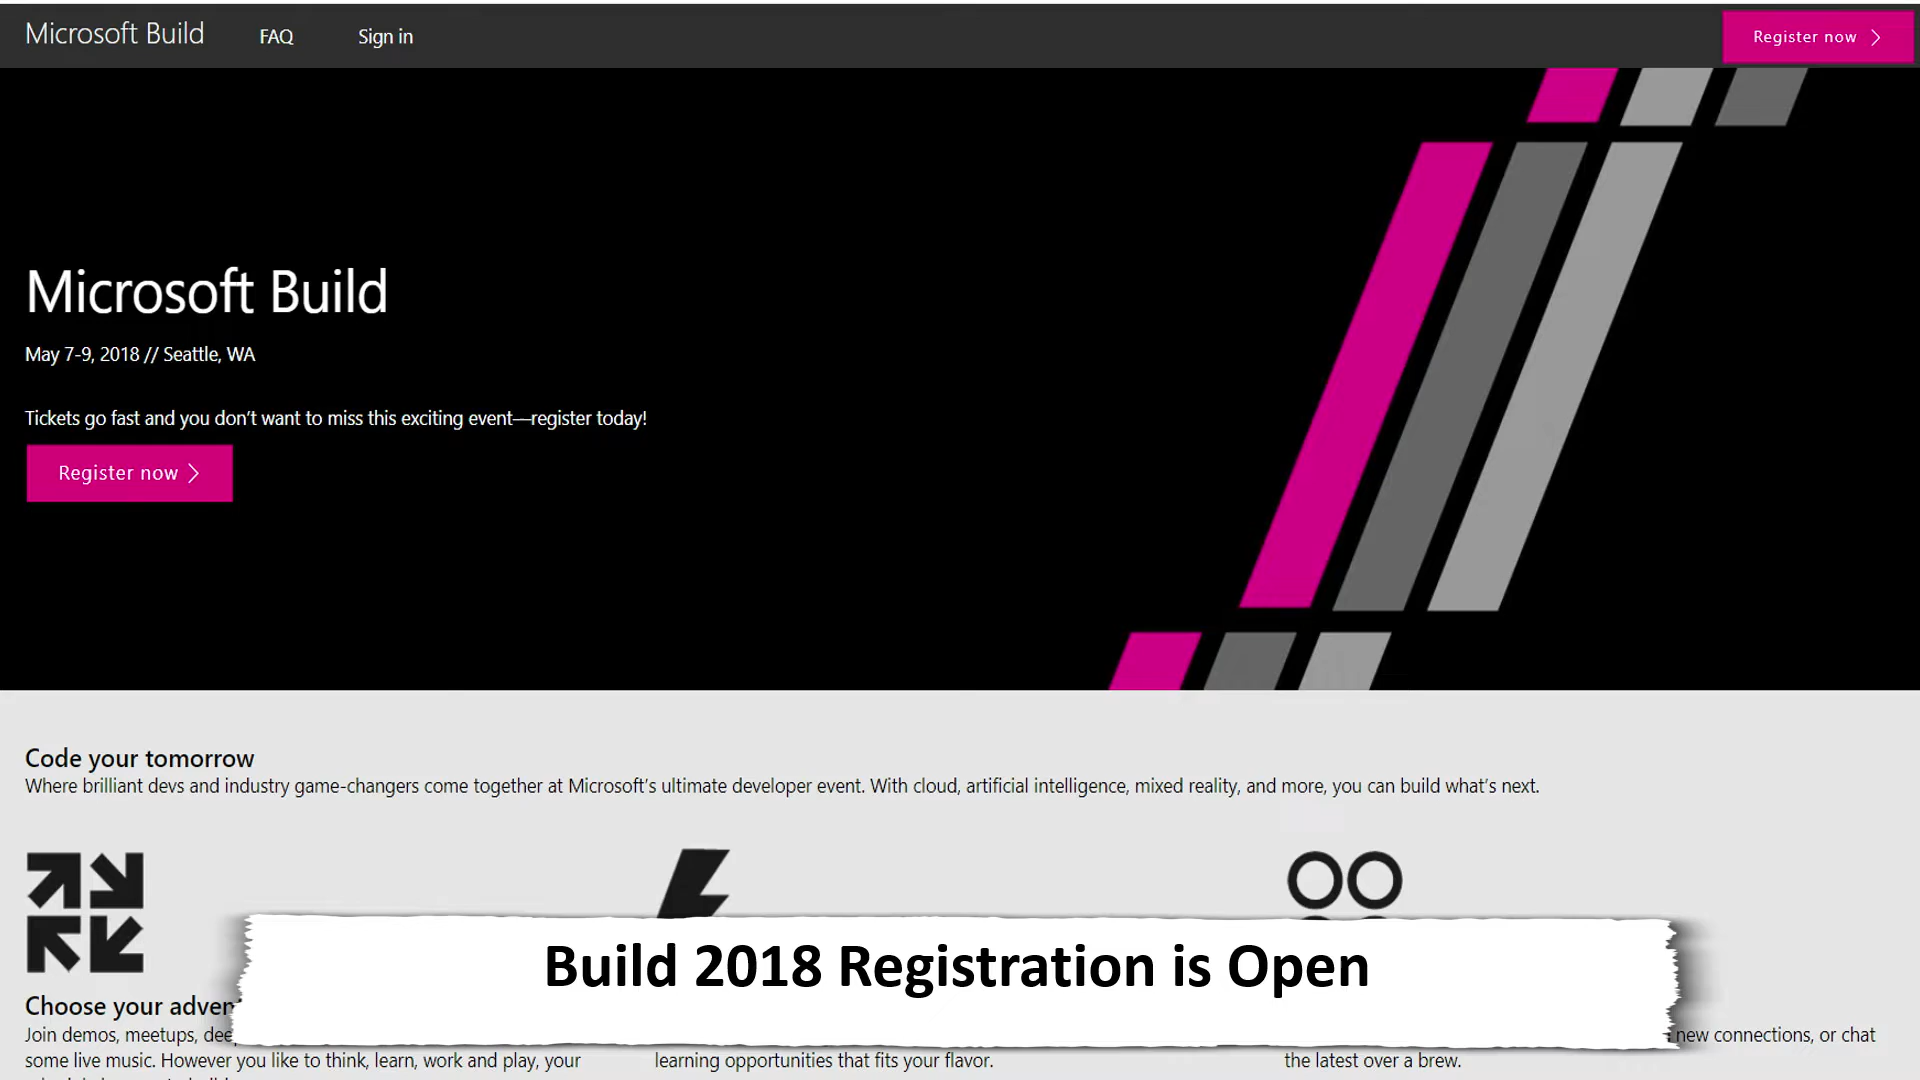 Microsoft Build
FAQ
Sign in
Register now
Microsoft Build
May 7-9, 2018 // Seattle, WA
Tickets go fast and you don’t want to miss this exciting event—register today!
Register now
Code your tomorrow
Where brilliant devs and industry game-changers come together at Microsoft’s ultimate developer event. With cloud, artificial intelligence, mixed reality, and more, you can build what’s next.
Build 2018 Registration is Open
Choose your
Join demos, meetups,
some live music. However you like to think, learn, work and play, your
learning opportunities that fits your flavor.
new connections, or chat
the latest over a brew.